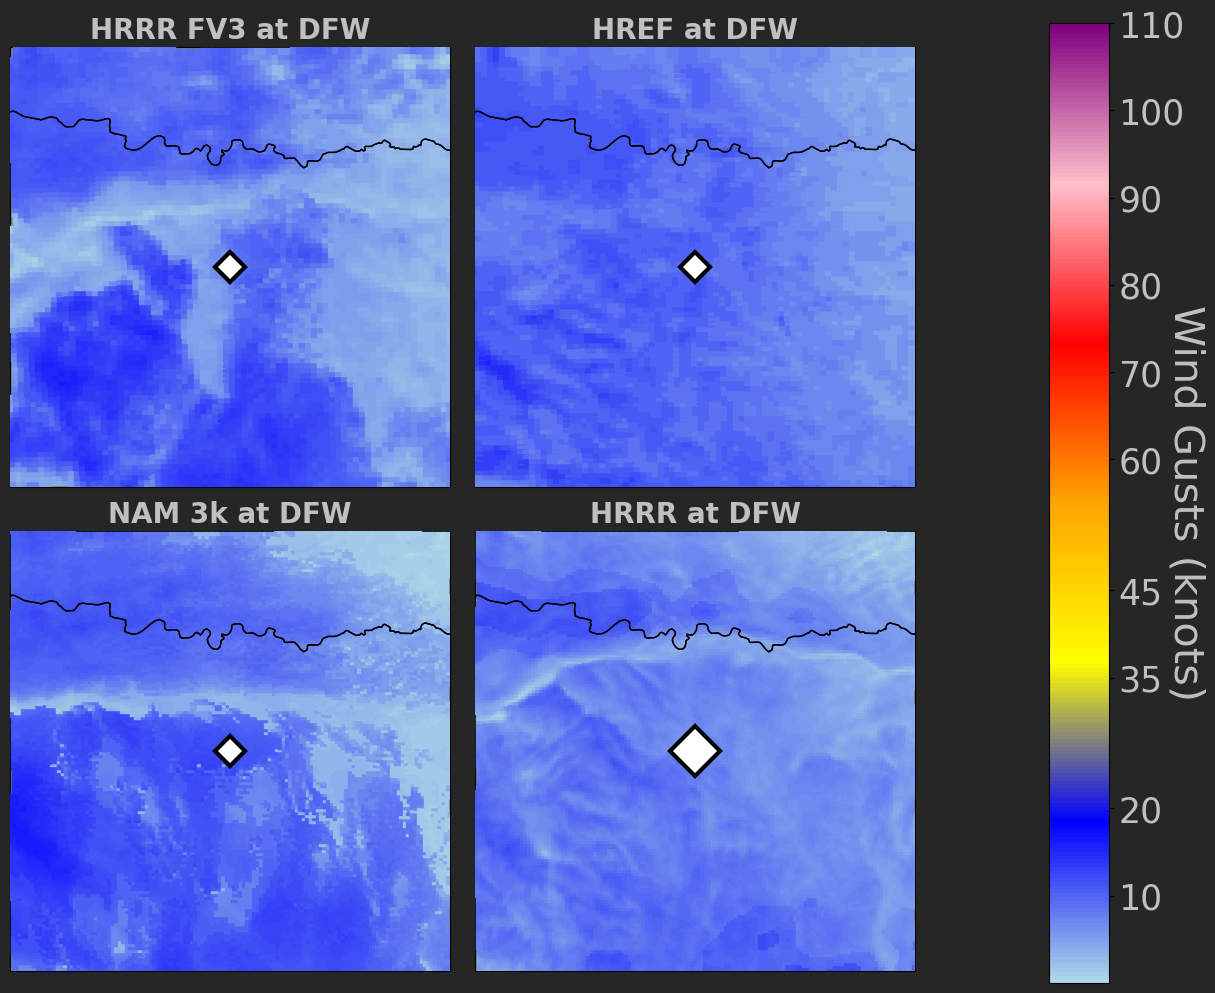 HRRR FV3 at DFW
HREF at DFW
NAM 3k at DFW
HRRR at DFW
110
100
90
80
70
60
45
35
20
10
Wind Gusts (knots)